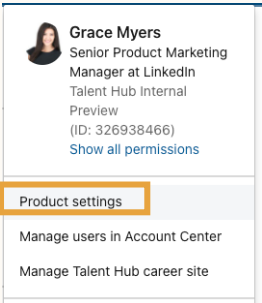 Grace Myers
Senior Product Marketing
Manager at LinkedIn
Talent Hub Internal
Preview
(ID: 326938466)
Show all permissions
Product settings
Manage users in Account Center
Manage Talent Hub career site